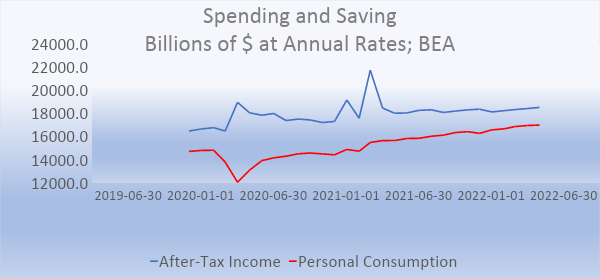 Spending and Saving
Billions of $ at Annual Rates; BEA
24000.0
22000.0
20000.0
18000.0
16000.0
14000.0
12000.0
2019-06-30 2020-01-01 2020-06-30 2021-01-01 2021-06-30 2022-01-01 2022-06-30
After-Tax Income Personal Consumption